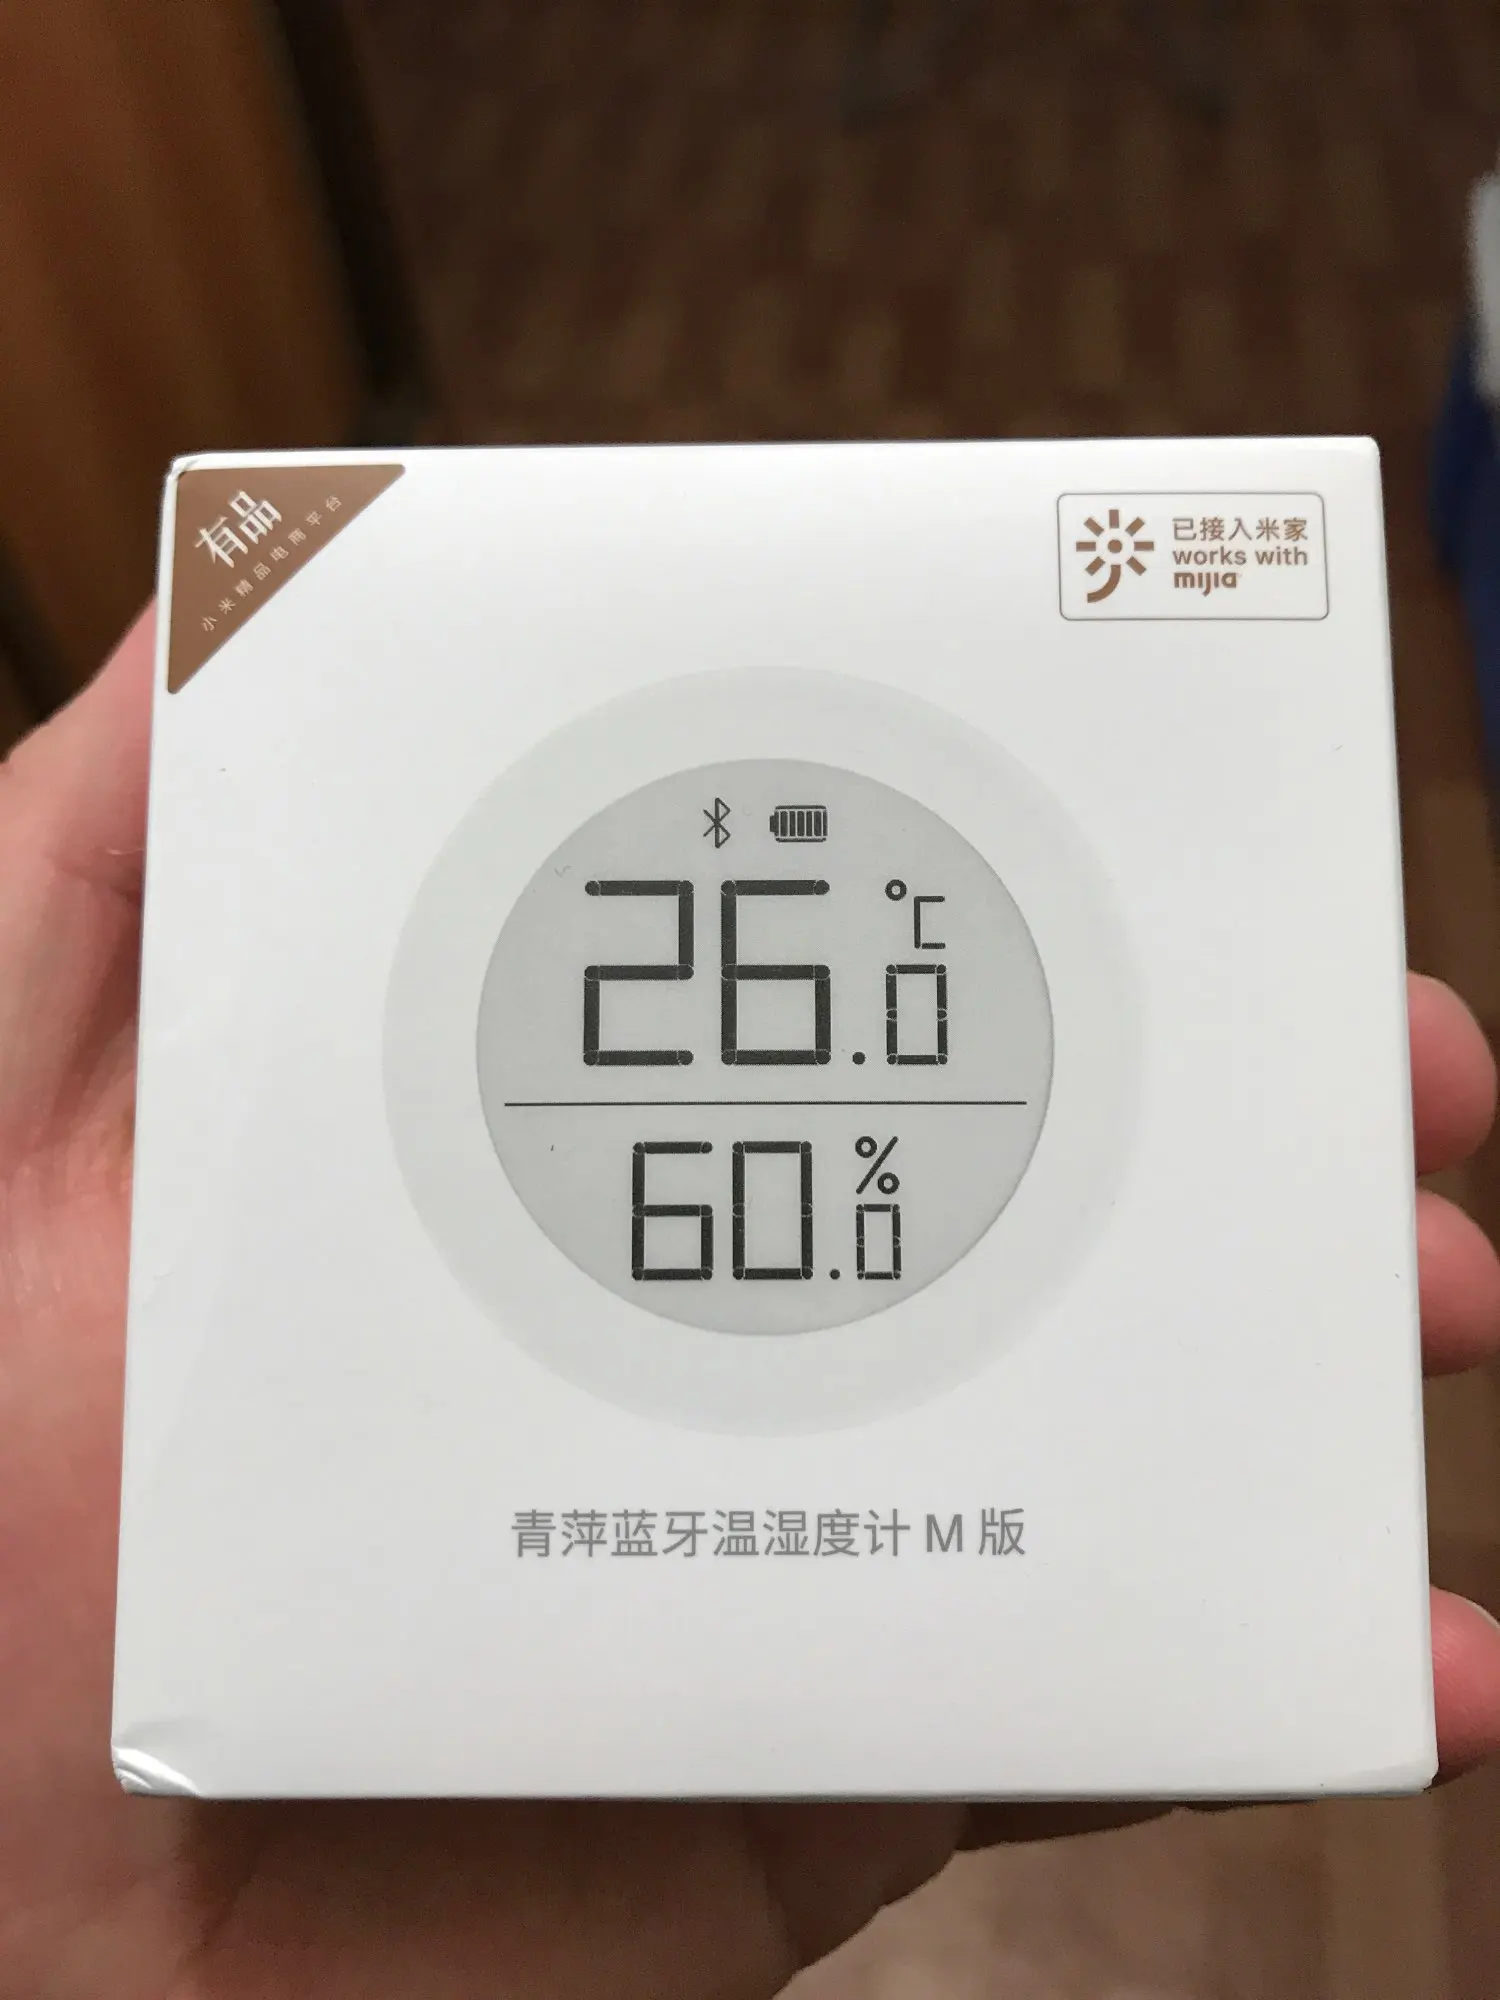 有品
小米精品电商平台
已接入米家
works with
mijia
26.0 ℃
60.0 %
青萍蓝牙温湿度计 M 版